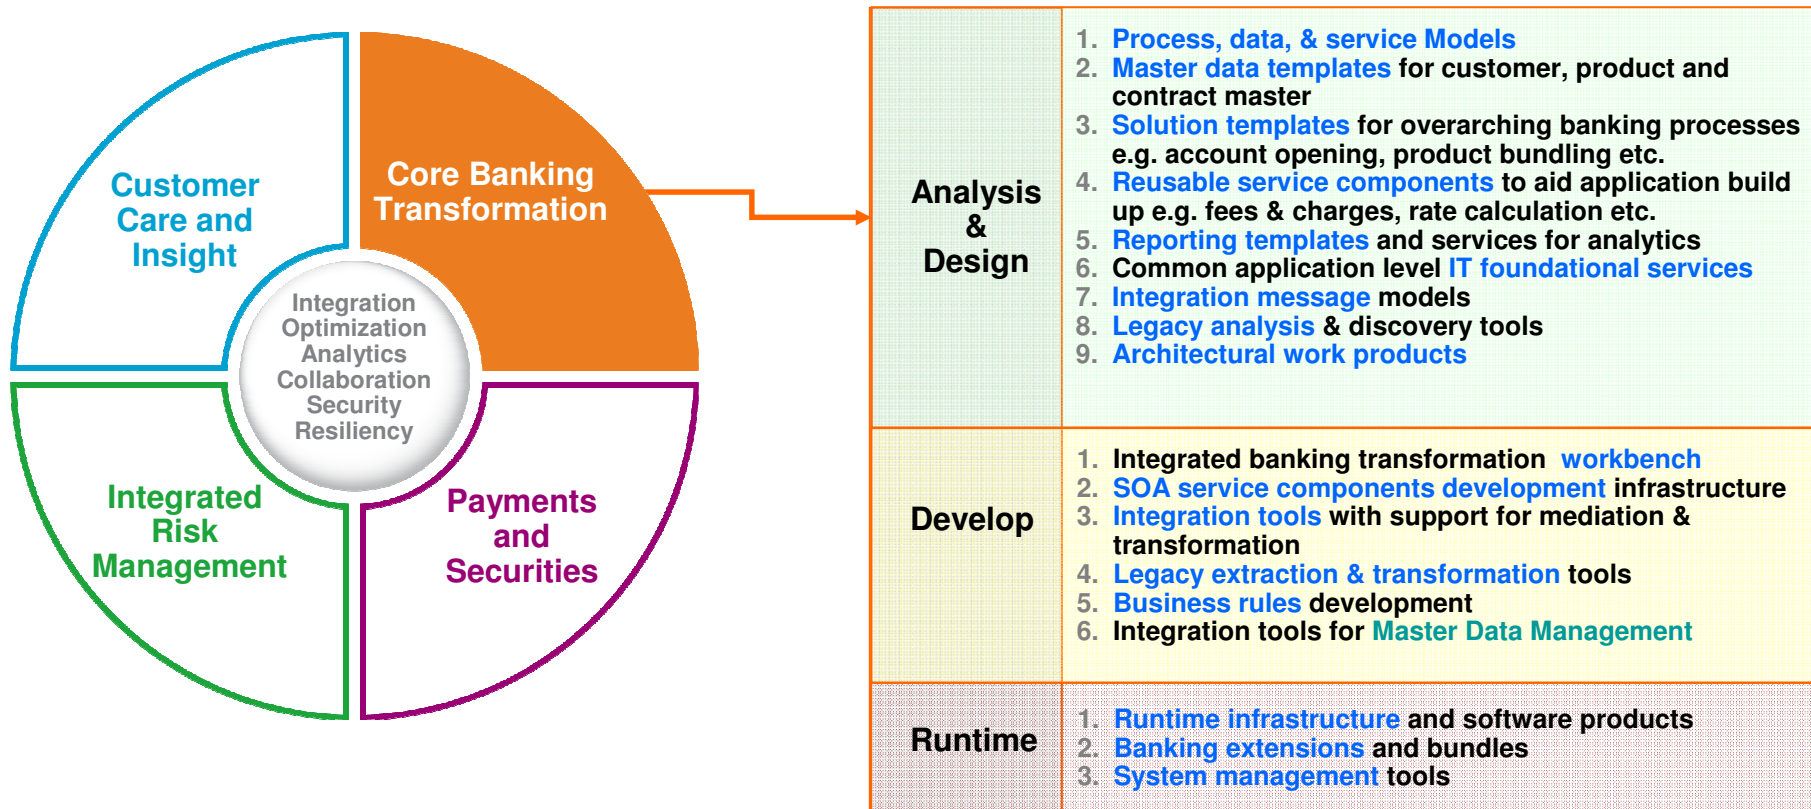 Customer
Care and
Insight
Core Banking
Transformation
Integration
Optimization
Analytics
Collaboration
Security
Resiliency
Integrated
Risk
Management
Payments
and
Securities
Analysis
&
Design
1. Process, data, & service Models
2. Master data templates for customer, product and
contract master
3. Solution templates for overarching banking processes
e.g. account opening, product bundling etc.
4. Reusable service components to aid application build
up e.g. fees & charges, rate calculation etc.
5. Reporting templates and services for analytics
6. Common application level IT foundational services
7. Integration message models
8. Legacy analysis & discovery tools
9. Architectural work products
Develop
1. Integrated banking transformation workbench
2. SOA service components development infrastructure
3. Integration tools with support for mediation &
transformation
4. Legacy extraction & transformation tools
5. Business rules development
6. Integration tools for Master Data Management
Runtime
1. Runtime infrastructure and software products
2. Banking extensions and bundles
3. System management tools